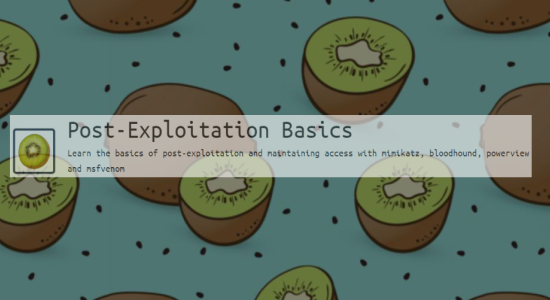 Post-Exploitation Basics
Learn the basics of post-exploitation and maintaining access with mimikatz, bloodhound, powerview
and msfvenom